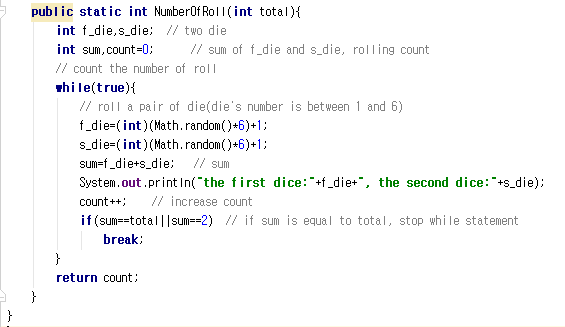 public static int NumberOfRoll(int total){
int f_die,s_die;  // two die
int sum,count=0;      // sum of f_die and s_die, rolling count
// count the number of roll
while(true){
// roll a pair of die(die's number is between 1 and 6)
f_die=(int)(Math.random()*6)+1;
s_die=(int)(Math.random()*6)+1;
sum=f_die+s_die;   // sum
System.out.println("the first dice:"+f_die+", the second dice:"+s_die);
count++;    // increase count
if(sum==total||sum==2)  // if sum is equal to total, stop while statement
break;
}
return count;
}
}